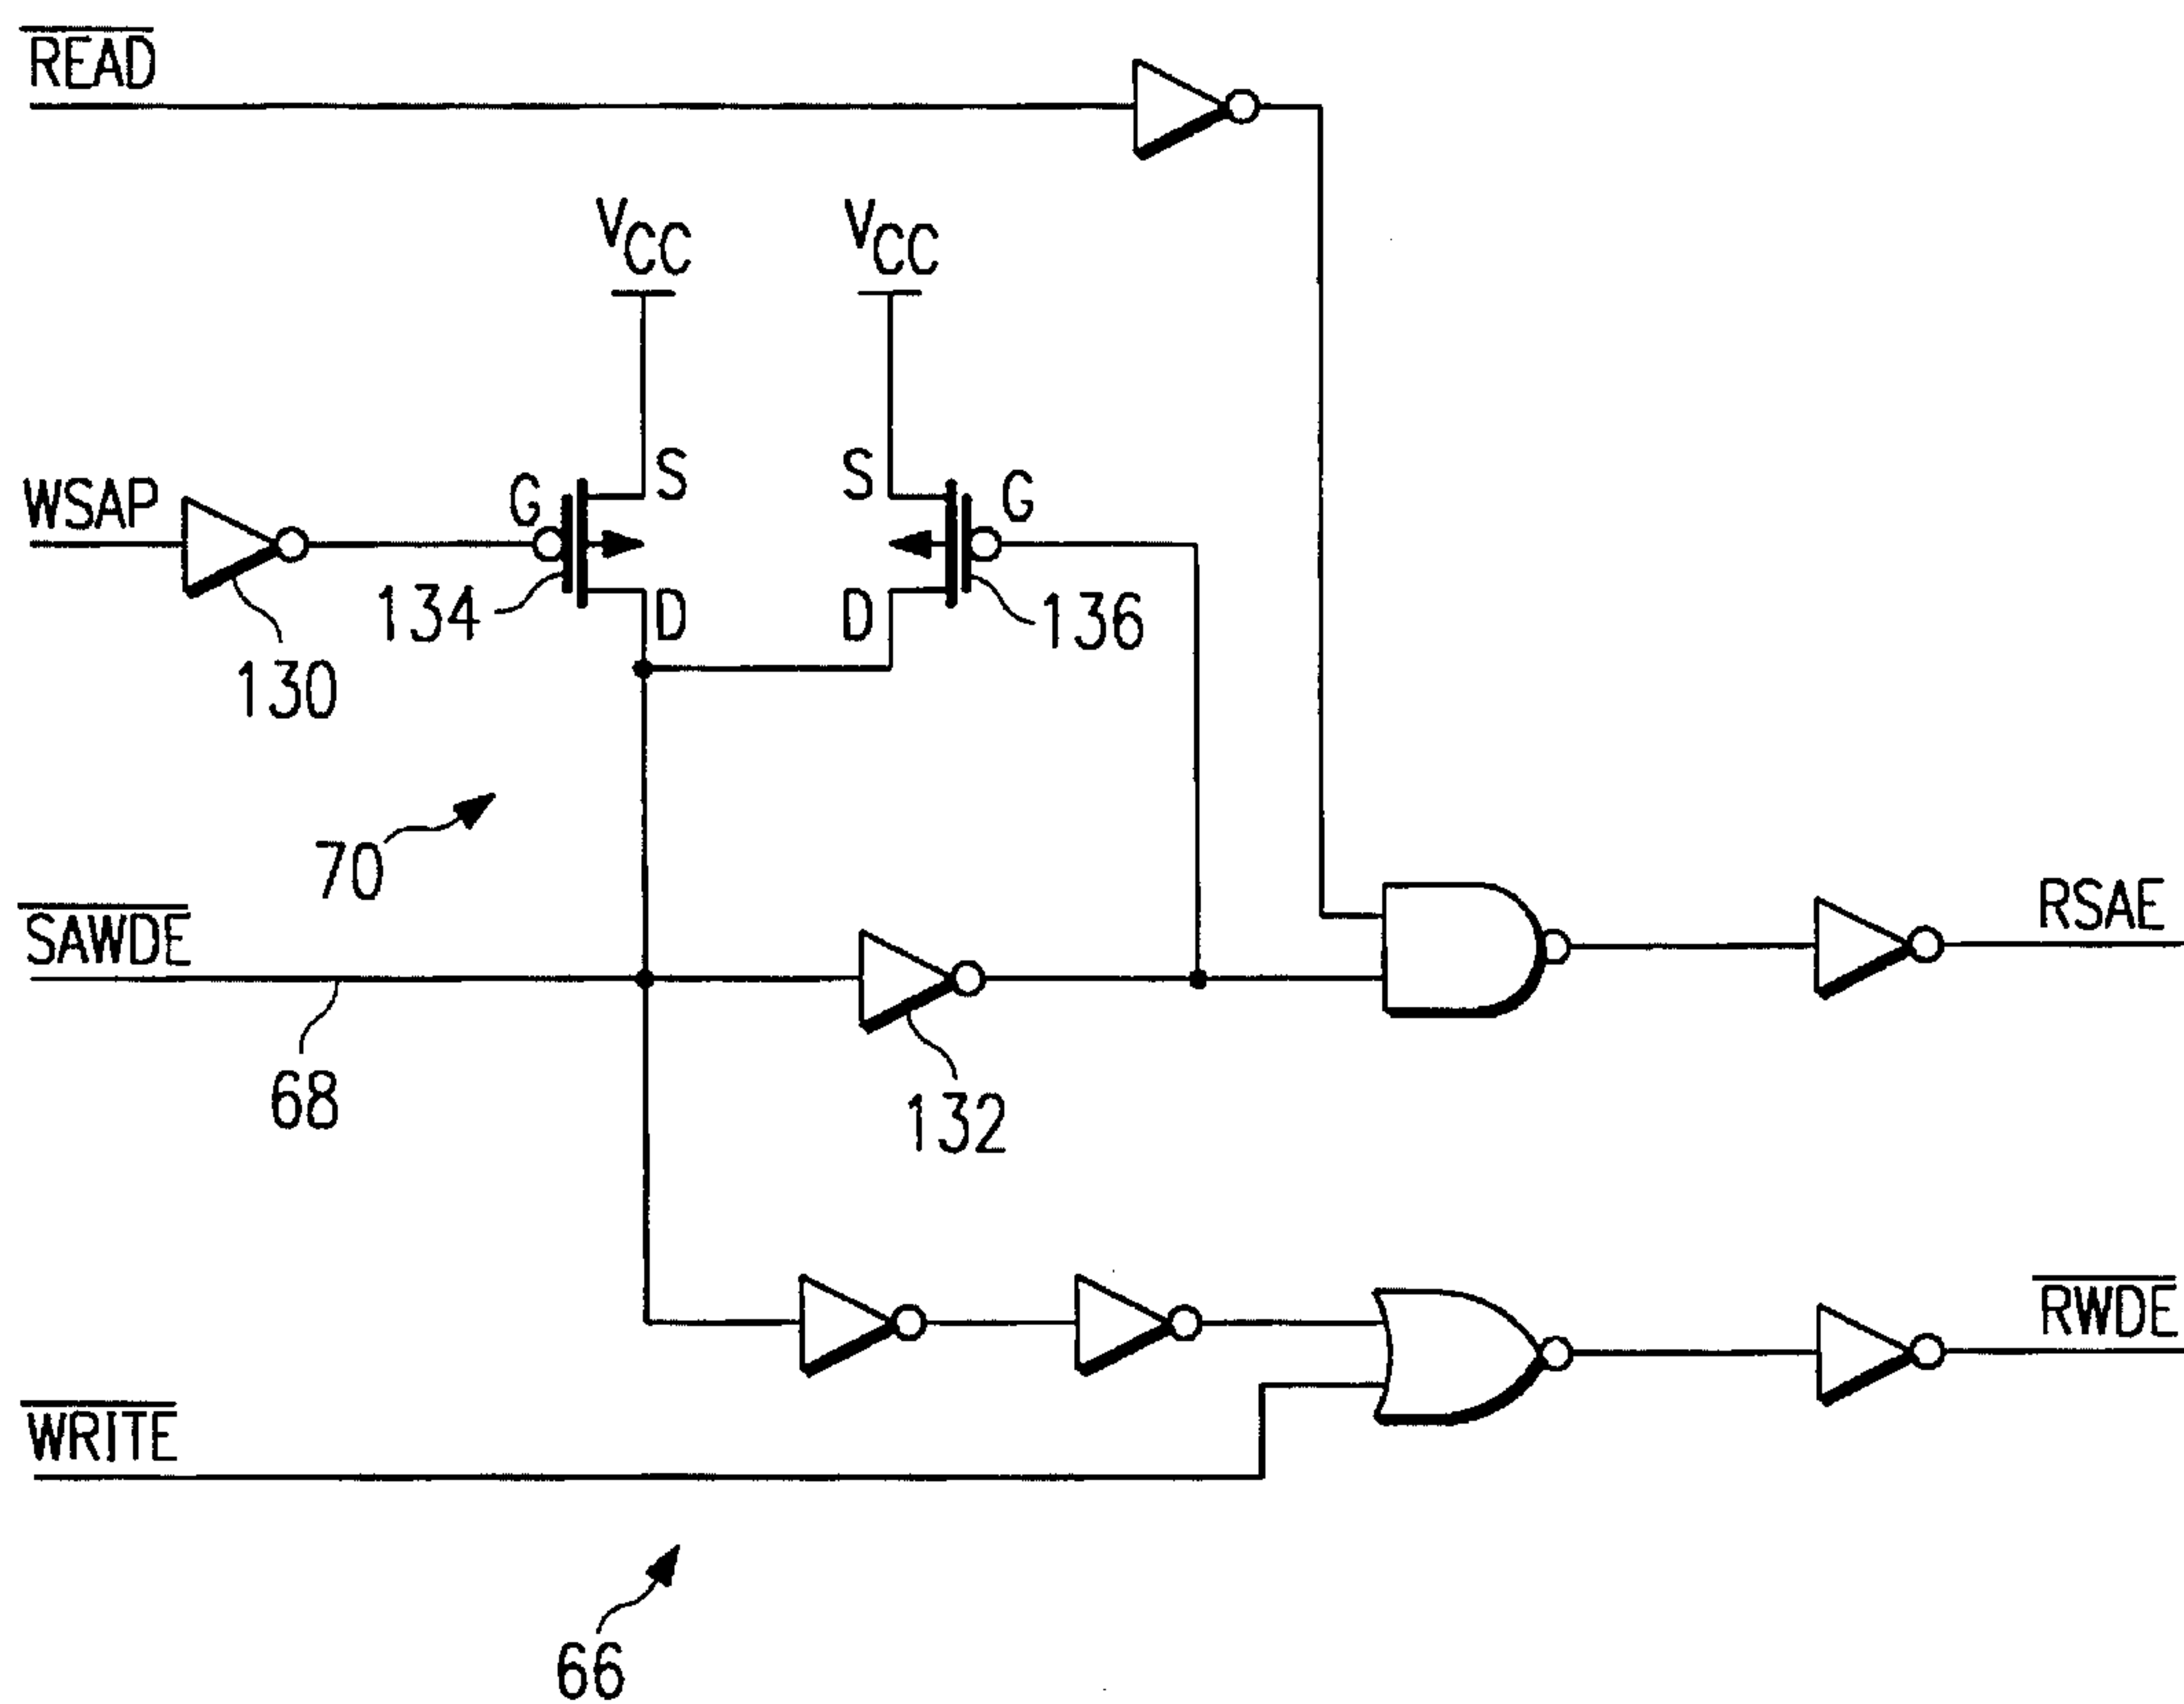 READ
VCC VCC
S S
WSAP G G
134 D D 136
130
70
SAWDE RSAE
68
132
RWDE
WRITE
66